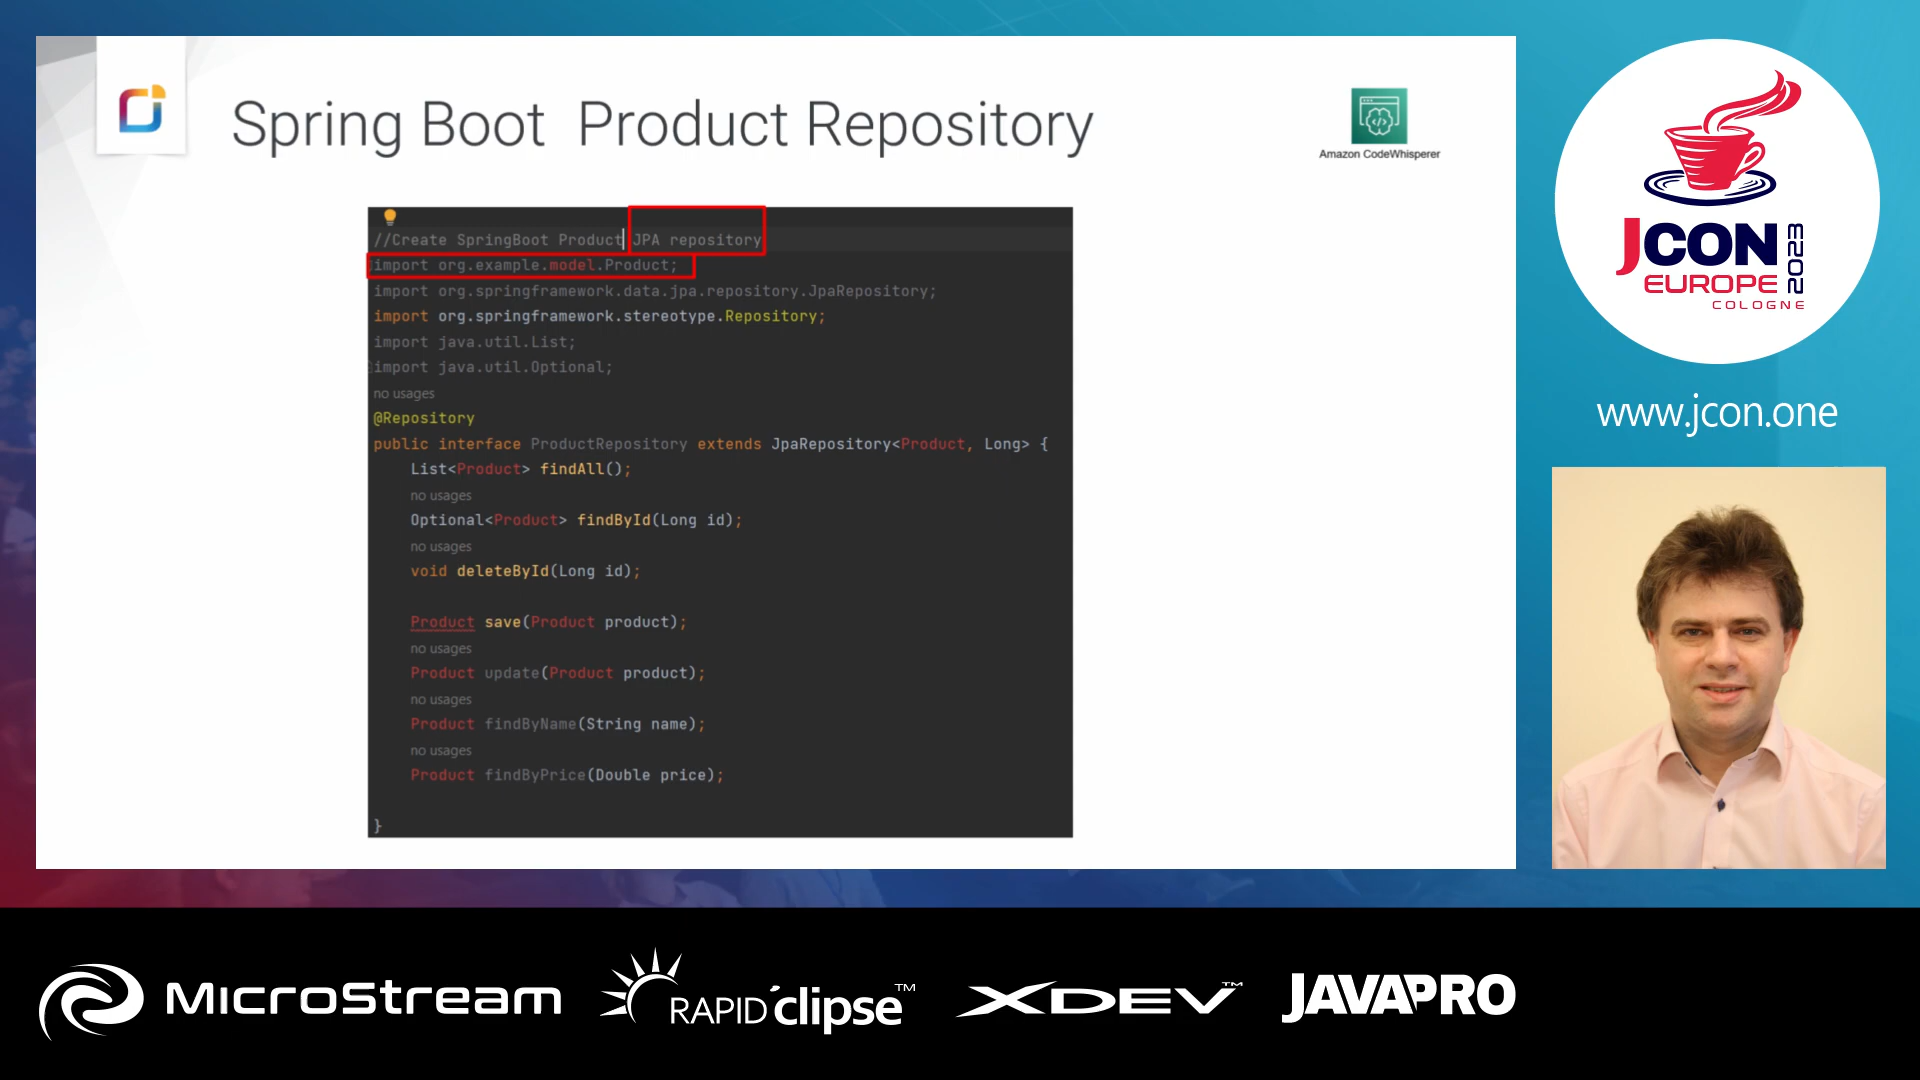 Spring Boot Product Repository
Amazon CodeWhisperer
//Create SpringBoot Product JPA repository
import org.example.model.Product;
import org.springframework.data.jpa.repository.JpaRepository;
import org.springframework.stereotype.Repository;
import java.util.List;
import java.util.Optional;
no usages
@Repository
public interface ProductRepository extends JpaRepository<Product, Long> {
List<Product> findAll();
no usages
Optional<Product> findById(Long id);
no usages
void deleteById(Long id);
Product save(Product product);
no usages
Product update(Product product);
no usages
Product findByName(String name);
no usages
Product findByPrice(Double price);
}
JCON
EUROPE
2023
COLOGNE
www.jcon.one
MicroStream
RAPID clipse™
XDEV™
JAVAPRO